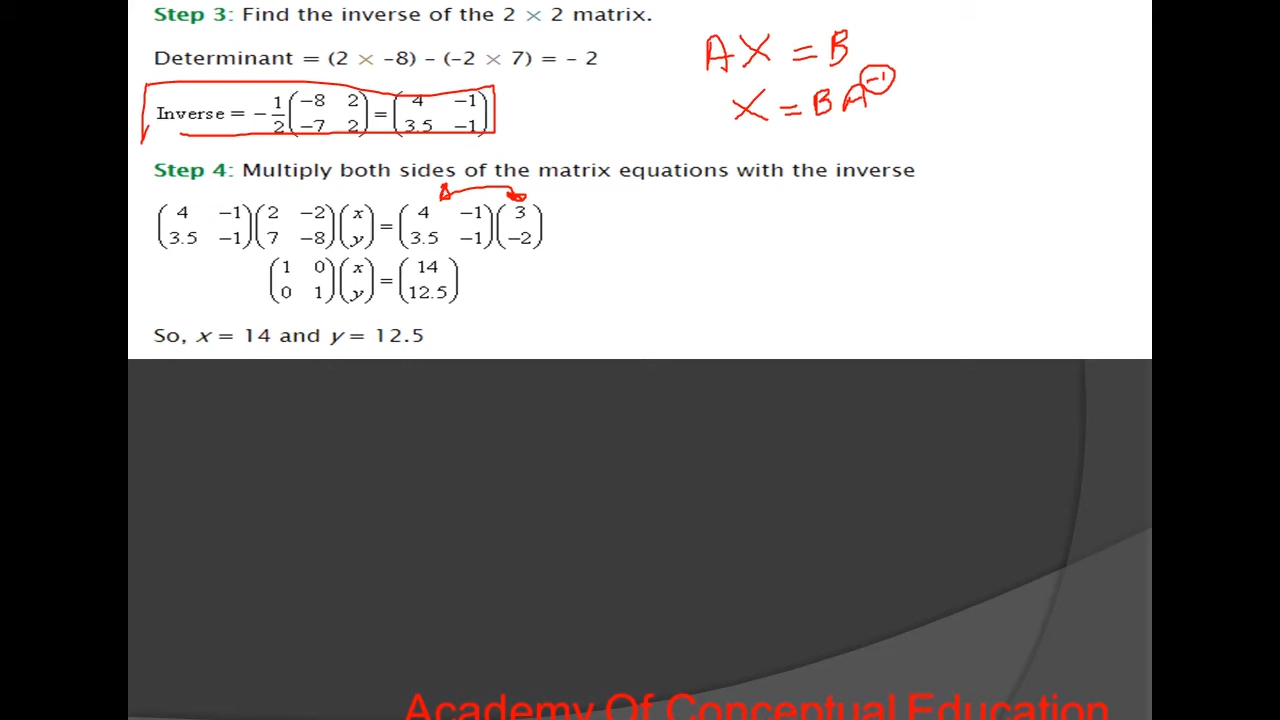 Step 3: Find the inverse of the 2 × 2 matrix.
Determinant = (2 × -8) – (-2 × 7) = – 2
Inverse = −1/2 (−8 2; −7 2) = (4 −1; 3.5 −1)
AX = B
X = BA⁻¹
Step 4: Multiply both sides of the matrix equations with the inverse
(4 −1; 3.5 −1)(2 −2; 7 −8)(x; y) = (4 −1; 3.5 −1)(3; −2)
(1 0; 0 1)(x; y) = (14; 12.5)
So, x = 14 and y = 12.5
Academy Of Conceptual Education